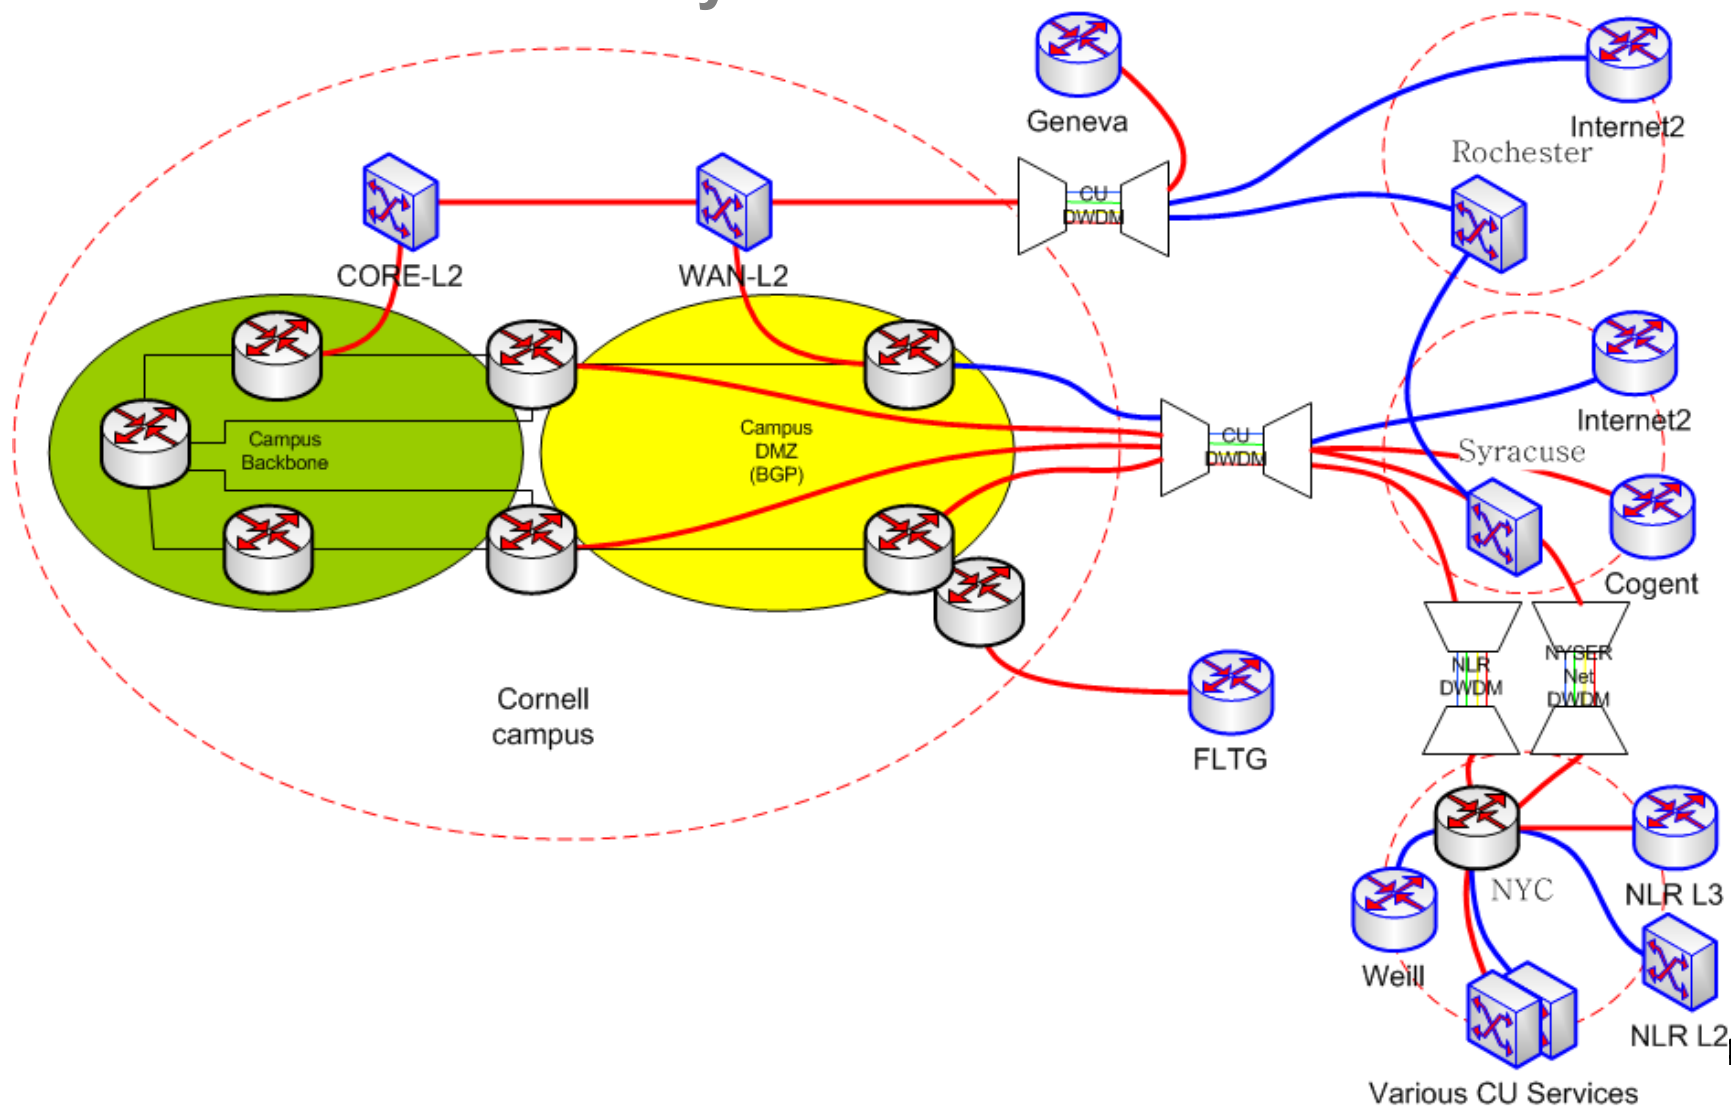 Geneva
Internet2
Rochester
CU
DWDM
CORE-L2
WAN-L2
Internet2
Campus
Backbone
Campus
DMZ
(BGP)
CU
DWDM
Syracuse
Cogent
Cornell
campus
FLTG
NLR
DWDM
NYSER
Net
DWDM
NYC
NLR L3
Weill
NLR L2
Various CU Services